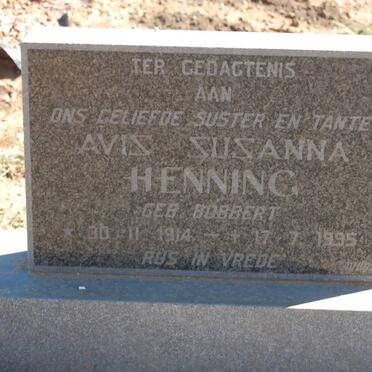 TER GEDAGTENIS
AAN
ONS GELIEFDE SUSTER EN TANTE
AVIS SUSANNA
HENNING
GEB. BOBBERT
* 30-11-1914 - † 17-7-1995
RUS IN VREDE